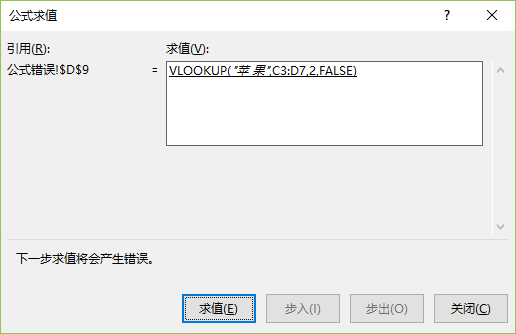 公式求值
?
引用(R):
求值(V):
公式错误!$D$9
=
VLOOKUP("苹果",C3:D7,2,FALSE)
下一步求值将会产生错误。
求值(E)
步入(I)
步出(O)
关闭(C)